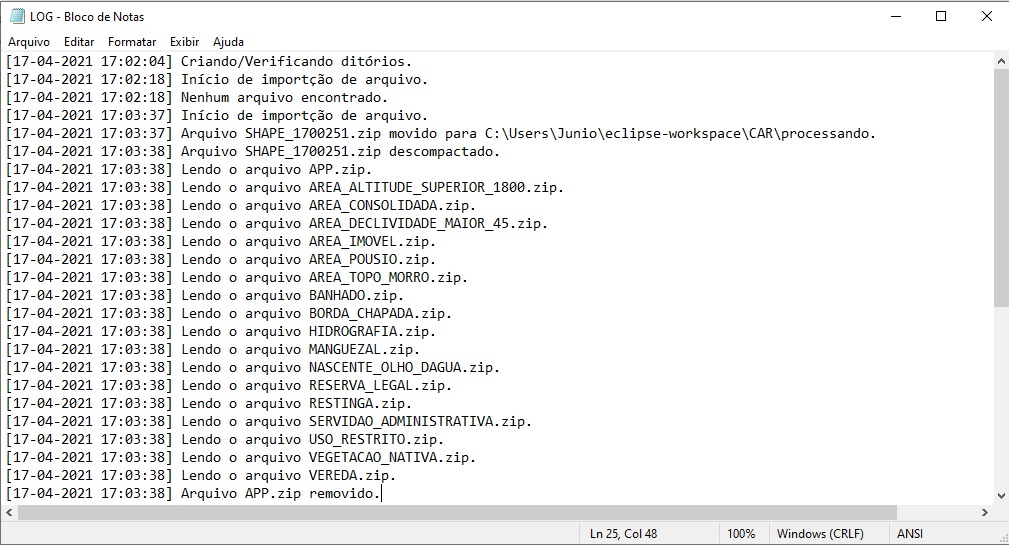 LOG - Bloco de Notas
Arquivo Editar Formatar Exibir Ajuda
[17-04-2021 17:02:04] Criando/Verificando ditórios.
[17-04-2021 17:02:18] Início de importção de arquivo.
[17-04-2021 17:02:18] Nenhum arquivo encontrado.
[17-04-2021 17:03:37] Início de importção de arquivo.
[17-04-2021 17:03:37] Arquivo SHAPE_1700251.zip movido para C:\Users\Junio\eclipse-workspace\CAR\processando.
[17-04-2021 17:03:38] Arquivo SHAPE_1700251.zip descompactado.
[17-04-2021 17:03:38] Lendo o arquivo APP.zip.
[17-04-2021 17:03:38] Lendo o arquivo AREA_ALTITUDE_SUPERIOR_1800.zip.
[17-04-2021 17:03:38] Lendo o arquivo AREA_CONSOLIDADA.zip.
[17-04-2021 17:03:38] Lendo o arquivo AREA_DECLIVIDADE_MAIOR_45.zip.
[17-04-2021 17:03:38] Lendo o arquivo AREA_IMOVEL.zip.
[17-04-2021 17:03:38] Lendo o arquivo AREA_POUSIO.zip.
[17-04-2021 17:03:38] Lendo o arquivo AREA_TOPO_MORRO.zip.
[17-04-2021 17:03:38] Lendo o arquivo BANHADO.zip.
[17-04-2021 17:03:38] Lendo o arquivo BORDA_CHAPADA.zip.
[17-04-2021 17:03:38] Lendo o arquivo HIDROGRAFIA.zip.
[17-04-2021 17:03:38] Lendo o arquivo MANGUEZAL.zip.
[17-04-2021 17:03:38] Lendo o arquivo NASCENTE_OLHO_DAGUA.zip.
[17-04-2021 17:03:38] Lendo o arquivo RESERVA_LEGAL.zip.
[17-04-2021 17:03:38] Lendo o arquivo RESTINGA.zip.
[17-04-2021 17:03:38] Lendo o arquivo SERVIDAO_ADMINISTRATIVA.zip.
[17-04-2021 17:03:38] Lendo o arquivo USO_RESTRITO.zip.
[17-04-2021 17:03:38] Lendo o arquivo VEGETACAO_NATIVA.zip.
[17-04-2021 17:03:38] Lendo o arquivo VEREDA.zip.
[17-04-2021 17:03:38] Arquivo APP.zip removido.
Ln 25, Col 48 100% Windows (CRLF) ANSI